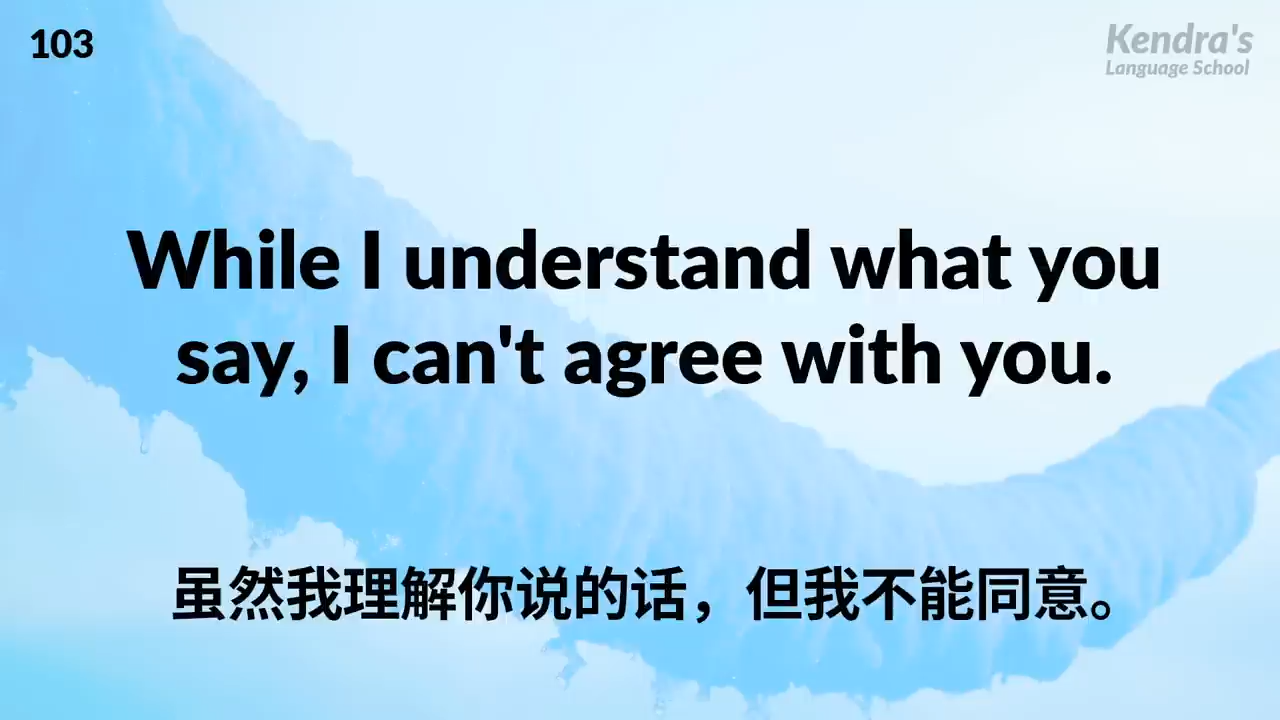 103
Kendra's
Language School
While I understand what you
say, I can't agree with you.
虽然我理解你说的话，但我不能同意。